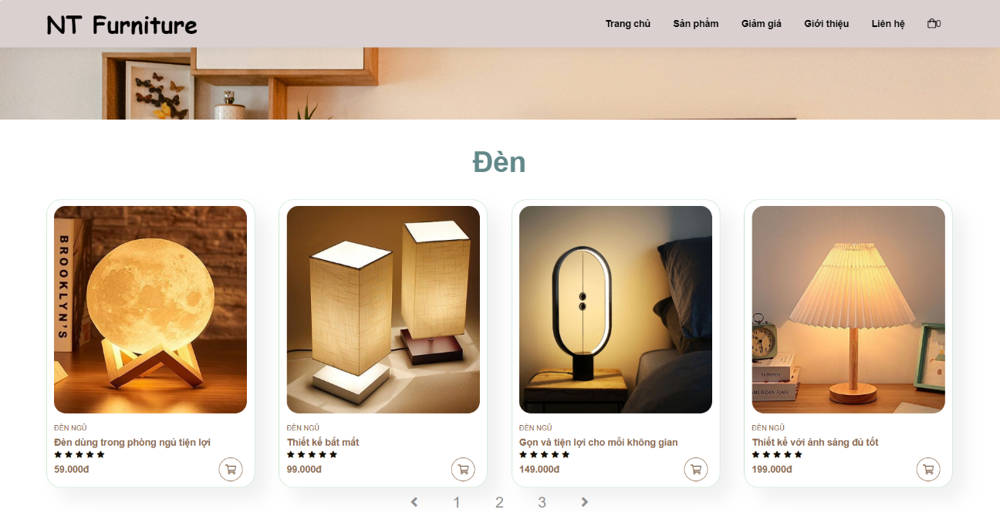 NT Furniture
Trang chủ Sản phẩm Giảm giá Giới thiệu Liên hệ 0
Đèn
BROOKLYN'S
AMERICAN FLAIR
ĐÈN NGỦ
Đèn dùng trong phòng ngủ tiện lợi
59.000đ
ĐÈN NGỦ
Thiết kế bắt mắt
99.000đ
ĐÈN NGỦ
Gọn và tiện lợi cho mỗi không gian
149.000đ
ĐÈN NGỦ
Thiết kế với ánh sáng đủ tốt
199.000đ
1 2 3